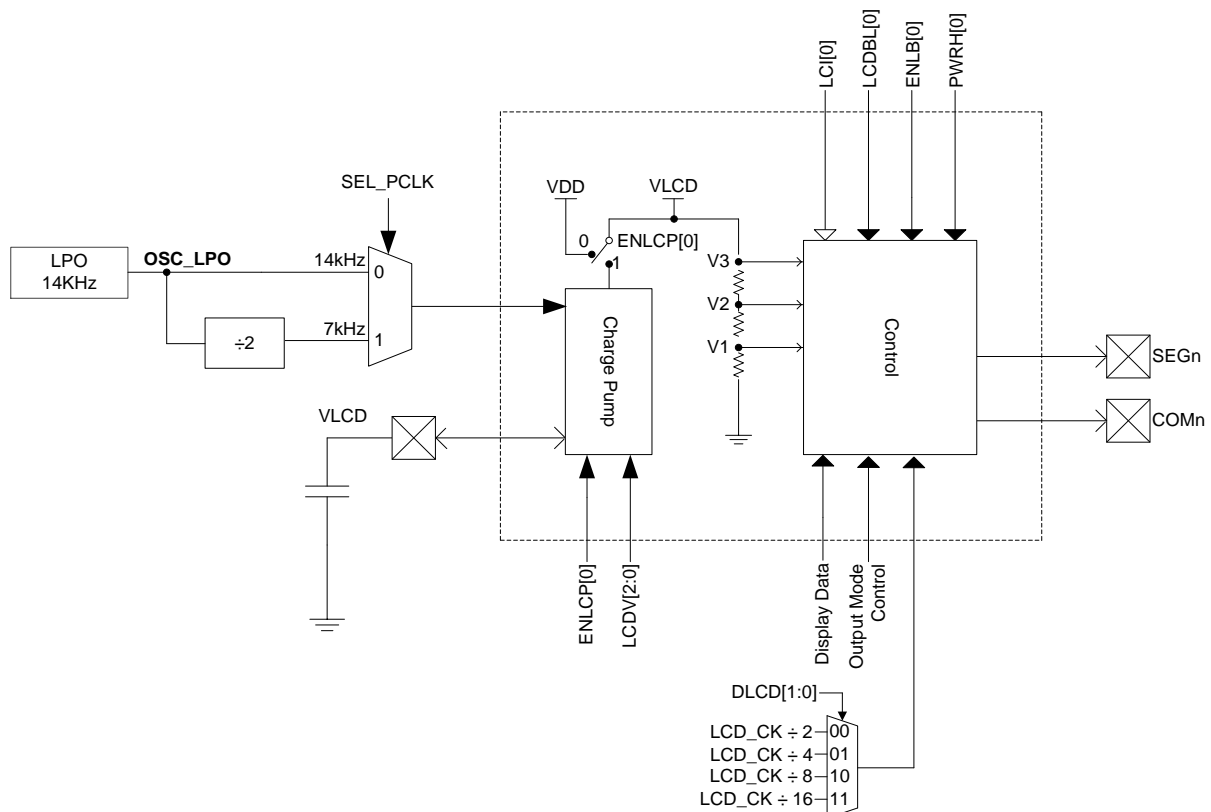 LCI[0]
LCDBL[0]
ENLB[0]
PWRH[0]
SEL_PCLK
VDD
VLCD
0
ENLCP[0]
1
LPO
14KHz
OSC_LPO
14kHz
0
÷2
7kHz
1
Charge Pump
V3
V2
V1
Control
SEGn
COMn
VLCD
ENLCP[0]
LCDV[2:0]
Display Data
Output Mode
Control
DLCD[1:0]
LCD_CK ÷ 2 00
LCD_CK ÷ 4 01
LCD_CK ÷ 8 10
LCD_CK ÷ 16 11